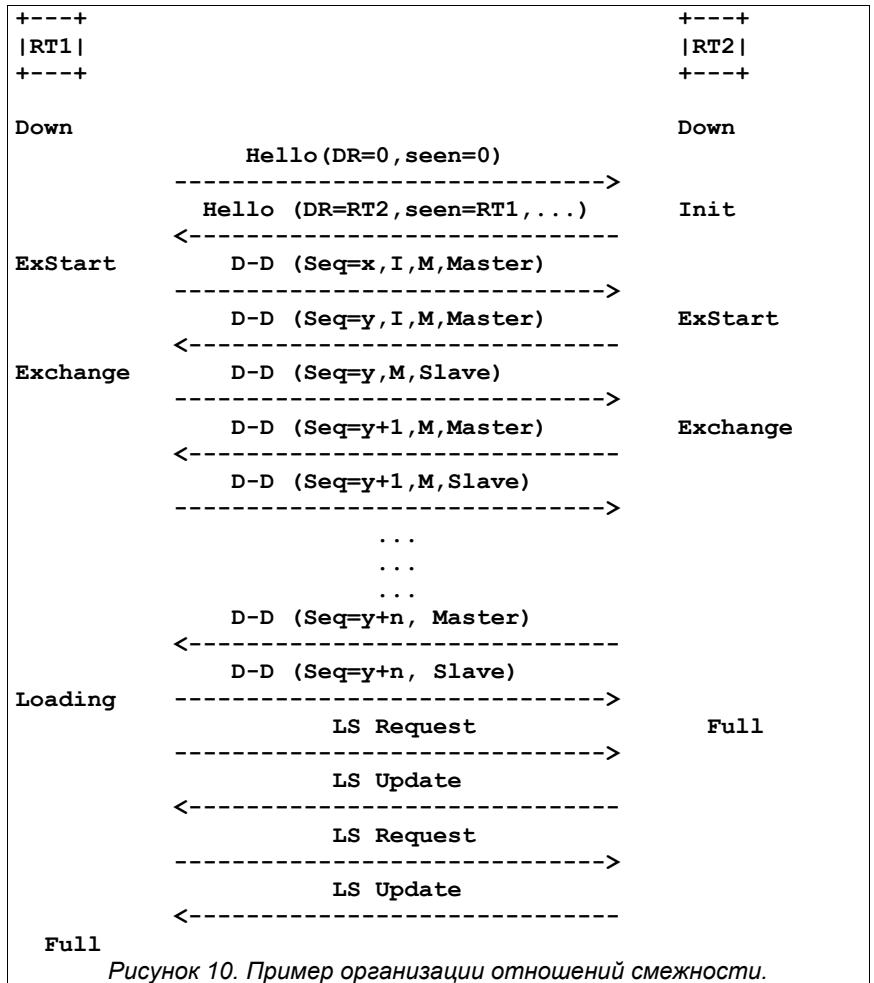 +---+                                         +---+
|RT1|                                         |RT2|
+---+                                         +---+
Down                                          Down
Hello(DR=0,seen=0)
------------------------------>
Hello (DR=RT2,seen=RT1,...)      Init
<------------------------------
ExStart        D-D (Seq=x,I,M,Master)
------------------------------>
D-D (Seq=y,I,M,Master)         ExStart
<------------------------------
Exchange       D-D (Seq=y,M,Slave)
------------------------------>
D-D (Seq=y+1,M,Master)         Exchange
<------------------------------
D-D (Seq=y+1,M,Slave)
------------------------------>
...
...
...
D-D (Seq=y+n, Master)
<------------------------------
D-D (Seq=y+n, Slave)
Loading    ------------------------------>
LS Request                Full
------------------------------>
LS Update
<------------------------------
LS Request
------------------------------>
LS Update
<------------------------------
Full
Рисунок 10. Пример организации отношений смежности.